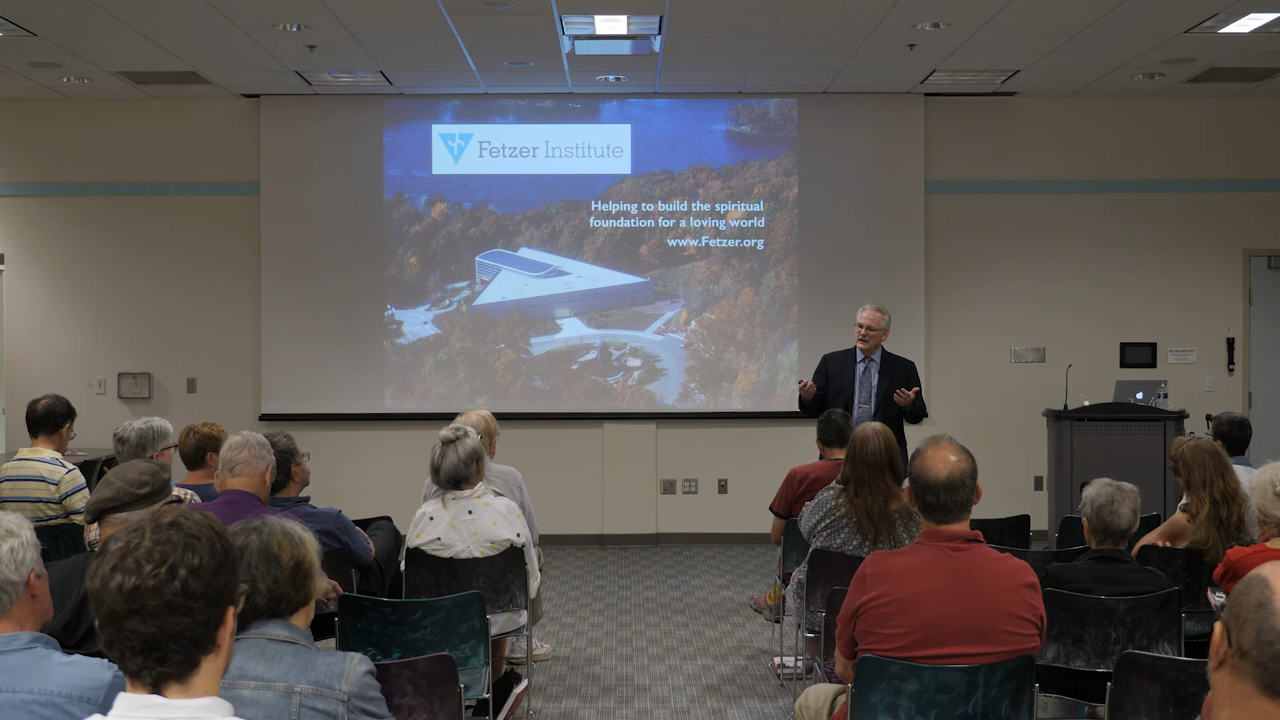 Fetzer Institute
Helping to build the spiritual
foundation for a loving world
www.Fetzer.org